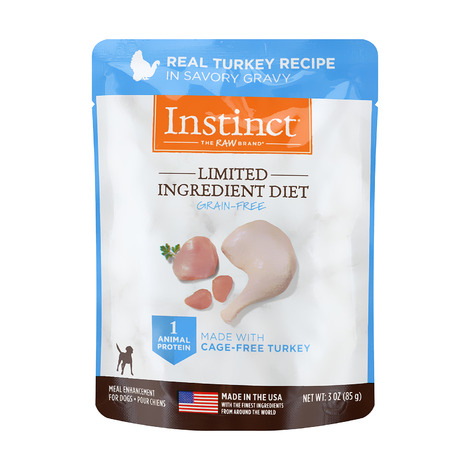 REAL TURKEY RECIPE
IN SAVORY GRAVY
Instinct®
THE RAW BRAND®
LIMITED
INGREDIENT DIET
GRAIN-FREE
1
ANIMAL
PROTEIN
MADE WITH
CAGE-FREE TURKEY
MEAL ENHANCEMENT
FOR DOGS • POUR CHIENS
MADE IN THE USA
WITH THE FINEST INGREDIENTS
FROM AROUND THE WORLD
NET WT: 3 OZ (85 g)